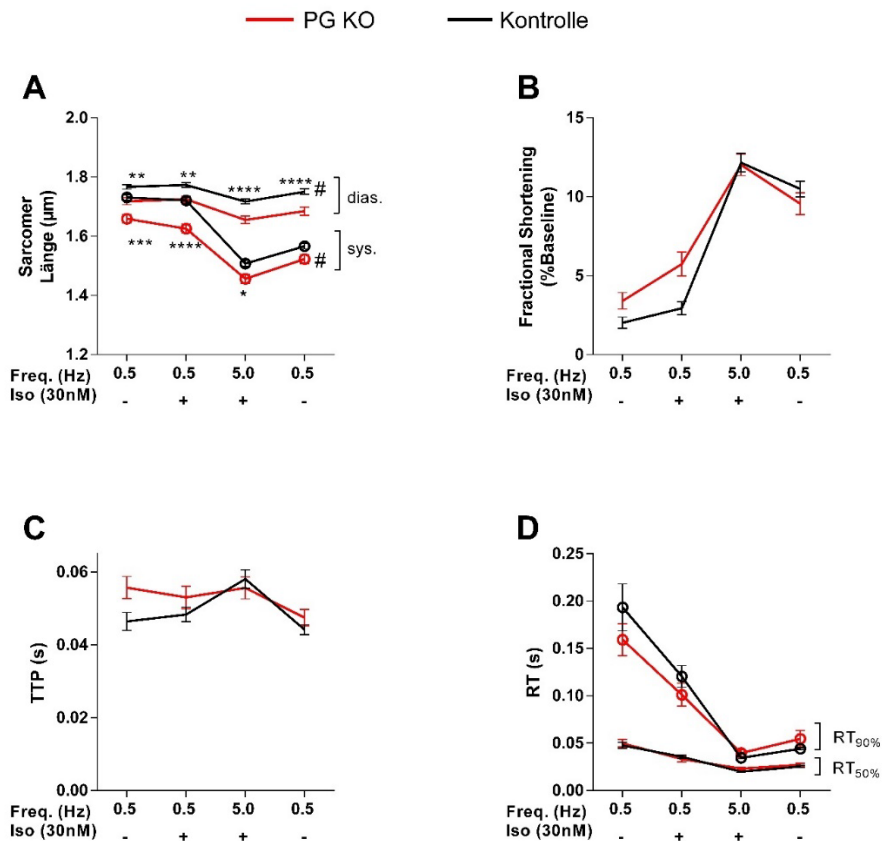 PG KO Kontrolle
A
Sarcomer
Länge (µm)
2.0
1.8
1.6
1.4
1.2
** ** **** ****
#
dias.
*** **** *
#
sys.
0.5 0.5 5.0 0.5
Freq. (Hz)
Iso (30nM)
- + + -
B
Fractional Shortening
(%Baseline)
15
10
5
0
0.5 0.5 5.0 0.5
Freq. (Hz)
Iso (30nM)
- + + -
C
TTP (s)
0.06
0.04
0.02
0.00
0.5 0.5 5.0 0.5
Freq. (Hz)
Iso (30nM)
- + + -
D
RT (s)
0.25
0.20
0.15
0.10
0.05
0.00
RT90%
RT50%
0.5 0.5 5.0 0.5
Freq. (Hz)
Iso (30nM)
- + + -